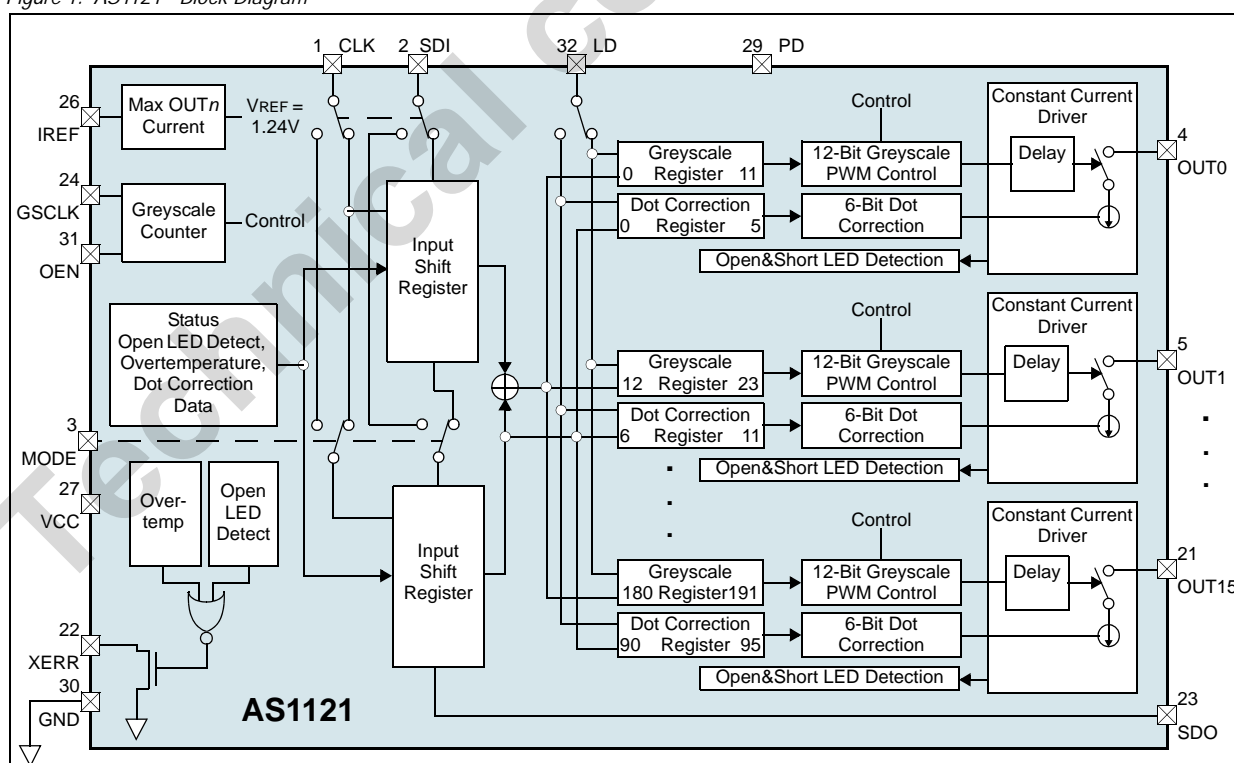 Figure 1. AS1121 - Block Diagram
Technical co
1 CLK
2 SDI
32 LD
29 PD
26
IREF
Max OUTn
Current
VREF =
1.24V
24
GSCLK
31
OEN
Greyscale
Counter
Control
Status
Open LED Detect,
Overtemperature,
Dot Correction
Data
3
MODE
27
VCC
Over-
temp
Open
LED
Detect
22
XERR
30
GND
AS1121
Input
Shift
Register
Input
Shift
Register
Greyscale
0 Register 11
Dot Correction
0 Register 5
Control
12-Bit Greyscale
PWM Control
6-Bit Dot
Correction
Open&Short LED Detection
Constant Current
Driver
Delay
4
OUT0
Greyscale
12 Register 23
Dot Correction
6 Register 11
Control
12-Bit Greyscale
PWM Control
6-Bit Dot
Correction
Open&Short LED Detection
Constant Current
Driver
Delay
5
OUT1
Greyscale
180 Register191
Dot Correction
90 Register 95
Control
12-Bit Greyscale
PWM Control
6-Bit Dot
Correction
Open&Short LED Detection
Constant Current
Driver
Delay
21
OUT15
23
SDO